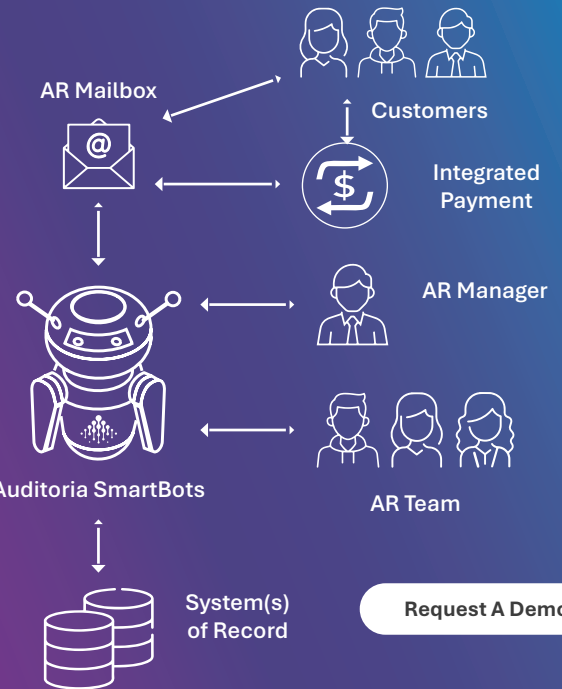 AR Mailbox
@
Customers
$
Integrated
Payment
AR Manager
Auditoria SmartBots
AR Team
System(s)
of Record
Request A Demo